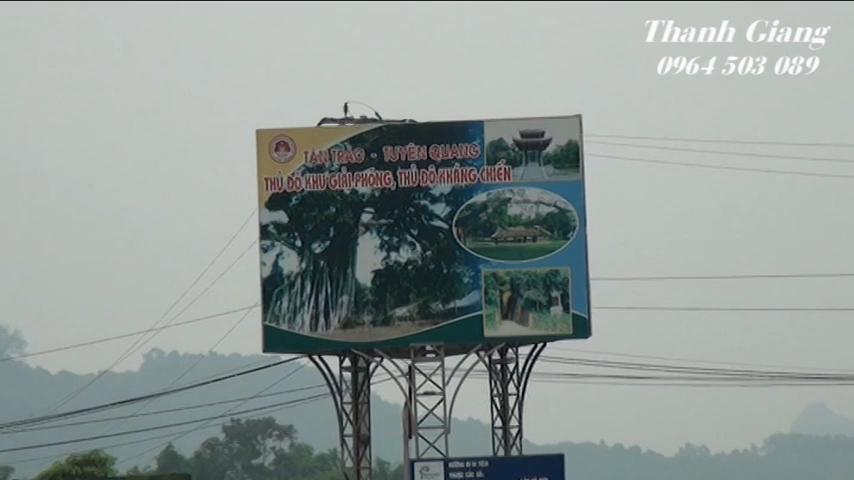 Thanh Giang
0964 503 089
TÂN TRÀO - TUYÊN QUANG
THỦ ĐÔ KHU GIẢI PHÓNG, THỦ ĐÔ KHÁNG CHIẾN